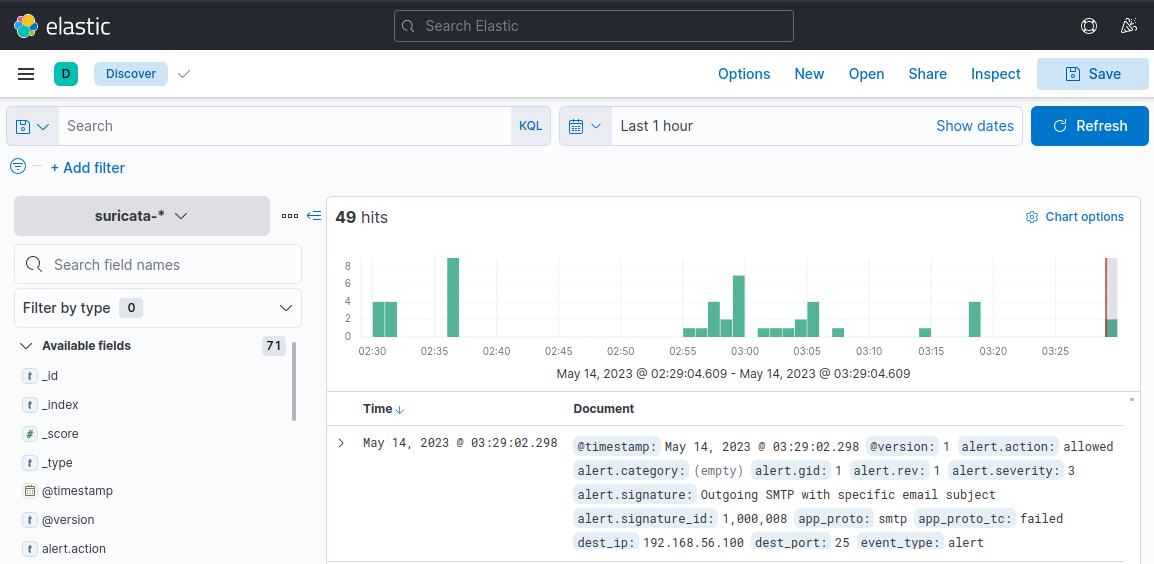 elastic
Search Elastic
D
Discover
Options
New
Open
Share
Inspect
Save
Search
KQL
Last 1 hour
Show dates
Refresh
+ Add filter
suricata-*
Search field names
Filter by type 0
Available fields 71
t _id
t _index
# _score
t _type
@timestamp
t @version
t alert.action
49 hits
Chart options
8
6
4
2
0
02:30 02:35 02:40 02:45 02:50 02:55 03:00 03:05 03:10 03:15 03:20 03:25
May 14, 2023 @ 02:29:04.609 - May 14, 2023 @ 03:29:04.609
Time Document
May 14, 2023 @ 03:29:02.298
@timestamp: May 14, 2023 @ 03:29:02.298 @version: 1 alert.action: allowed
alert.category: (empty) alert.gid: 1 alert.rev: 1 alert.severity: 3
alert.signature: Outgoing SMTP with specific email subject
alert.signature_id: 1,000,008 app_proto: smtp app_proto_tc: failed
dest_ip: 192.168.56.100 dest_port: 25 event_type: alert